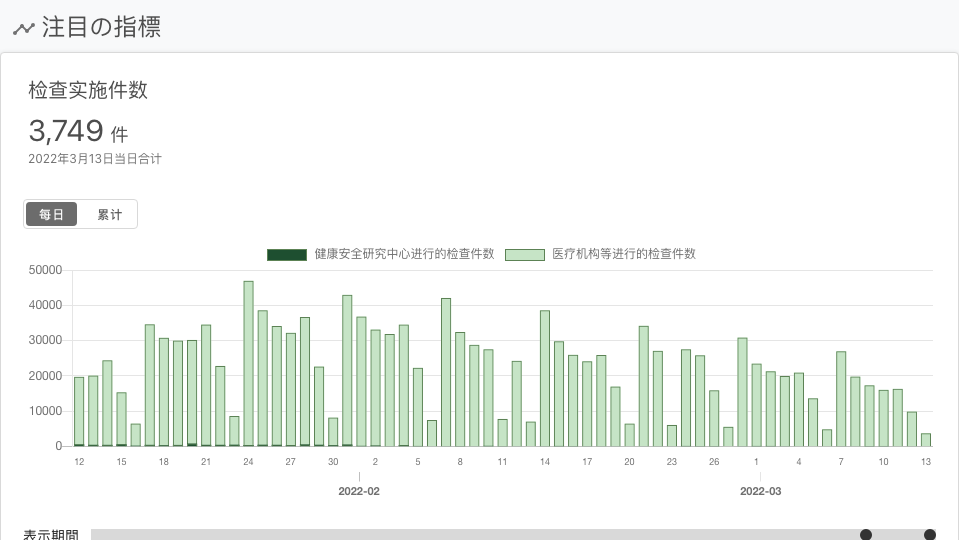 注目の指標
检查实施件数
3,749 件
2022年3月13日当日合计
每日 累计
健康安全研究中心进行的检查件数 医疗机构等进行的检查件数
50000
40000
30000
20000
10000
0
12 15 18 21 24 27 30 2 5 8 11 14 17 20 23 26 1 4 7 10 13
2022-02 2022-03
表示期間